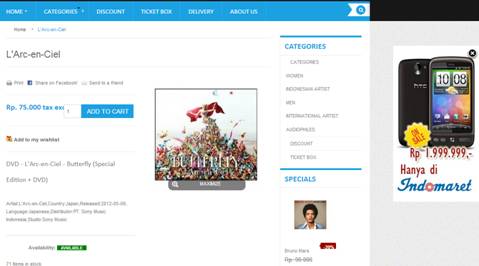 HOME CATEGORIES DISCOUNT TICKET BOX DELIVERY ABOUT US
Home L'Arc-en-Ciel
L'Arc-en-Ciel
Print Share on Facebook! Send to a friend
Rp. 75.000 tax exc
1
ADD TO CART
Add to my wishlist
DVD - L'Arc-en-Ciel - Butterfly (Special
Edition + DVD)
Artist:L'Arc-en-Ciel,Country:Japan,Released:2012-05-09,
Language:Japanese,Distributor:PT. Sony Music
Indonesia,Studio:Sony Music
Availability: AVAILABLE
71 items in stock
BUTTERFLY
MAXIMIZE
CATEGORIES
CATEGORIES
WOMEN
INDONESIAN ARTIST
MEN
INTERNATIONAL ARTIST
AUDIOPHILES
DISCOUNT
TICKET BOX
SPECIALS
Bruno Mars
-20%
Rp. 90.000
ON SALE
Rp 1.999.999,-
Hanya di
Indomaret